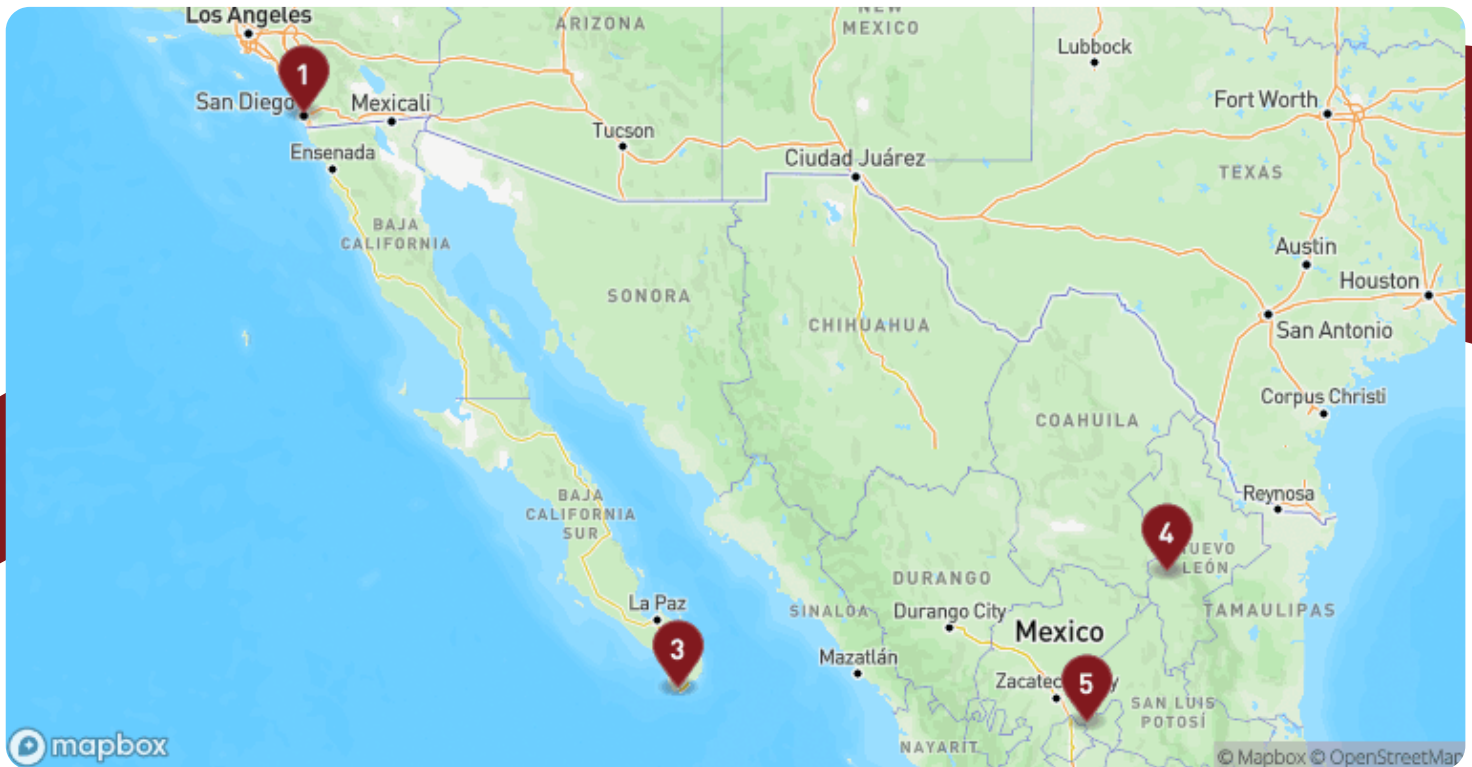 Los Angeles
ARIZONA
MEXICO
Lubbock
1
San Diego
Mexicali
Fort Worth
Tucson
Ensenada
Ciudad Juárez
TEXAS
BAJA
CALIFORNIA
Austin
SONORA
Houston
CHIHUAHUA
San Antonio
Corpus Christi
COAHUILA
BAJA
CALIFORNIA
SUR
Reynosa
4
LEÓN
DURANGO
La Paz
SINALOA
Durango City
TAMAULIPAS
Mexico
3
Mazatlán
5
SAN LUIS
POTOSÍ
NAYARIT
mapbox
© Mapbox © OpenStreetMap